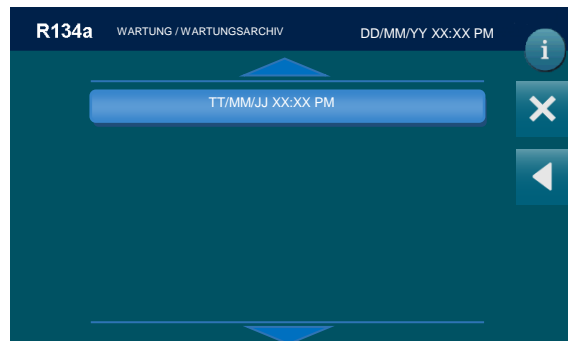 R134a WARTUNG / WARTUNGSARCHIV DD/MM/YY XX:XX PM
i
TT/MM/JJ XX:XX PM